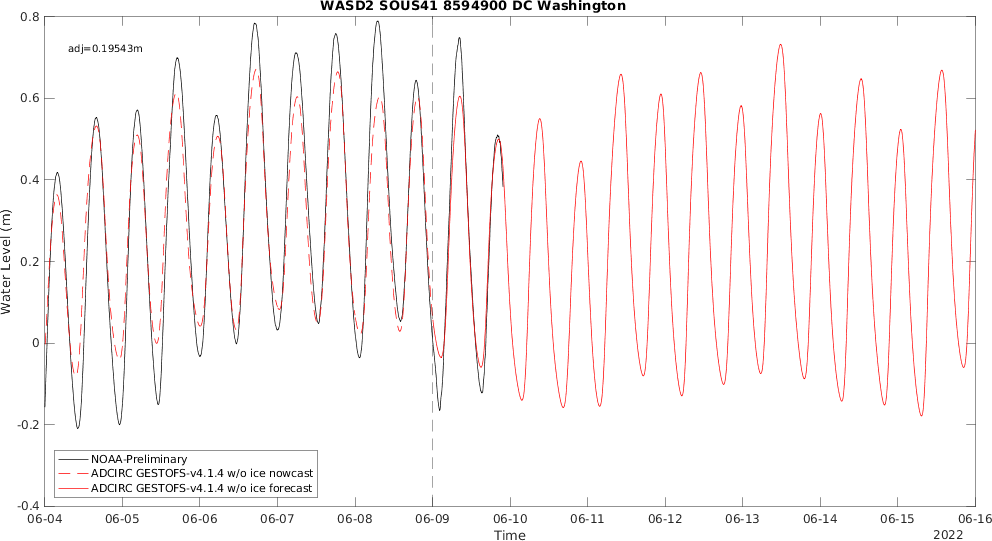 WASD2 SOUS41 8594900 DC Washington
0.8
adj=0.19543m
0.6
0.4
0.2
0
-0.2
-0.4
Water Level (m)
NOAA-Preliminary
ADCIRC GESTOFS-v4.1.4 w/o ice nowcast
ADCIRC GESTOFS-v4.1.4 w/o ice forecast
06-04 06-05 06-06 06-07 06-08 06-09 06-10 06-11 06-12 06-13 06-14 06-15 06-16
Time
2022